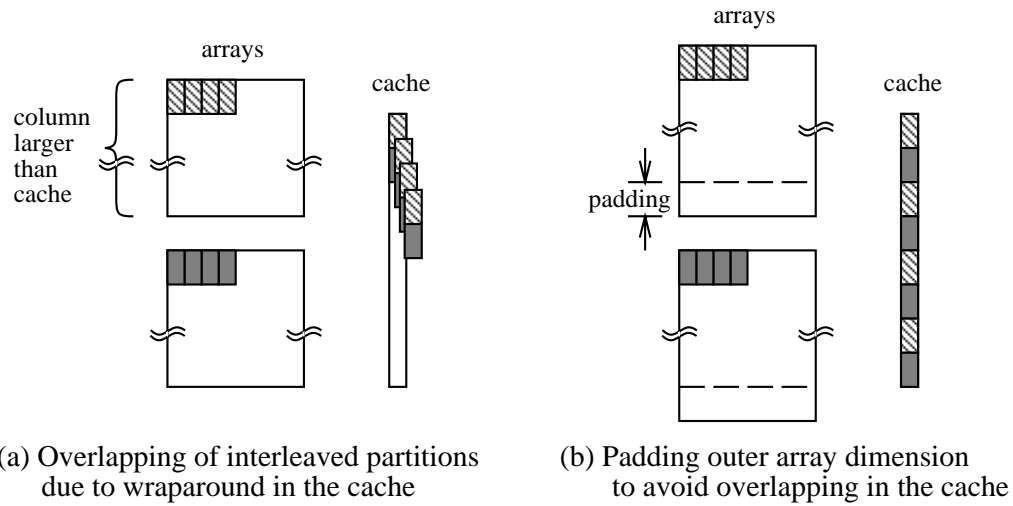 arrays
cache
column
larger
than
cache
(a) Overlapping of interleaved partitions
due to wraparound in the cache
arrays
cache
padding
(b) Padding outer array dimension
to avoid overlapping in the cache